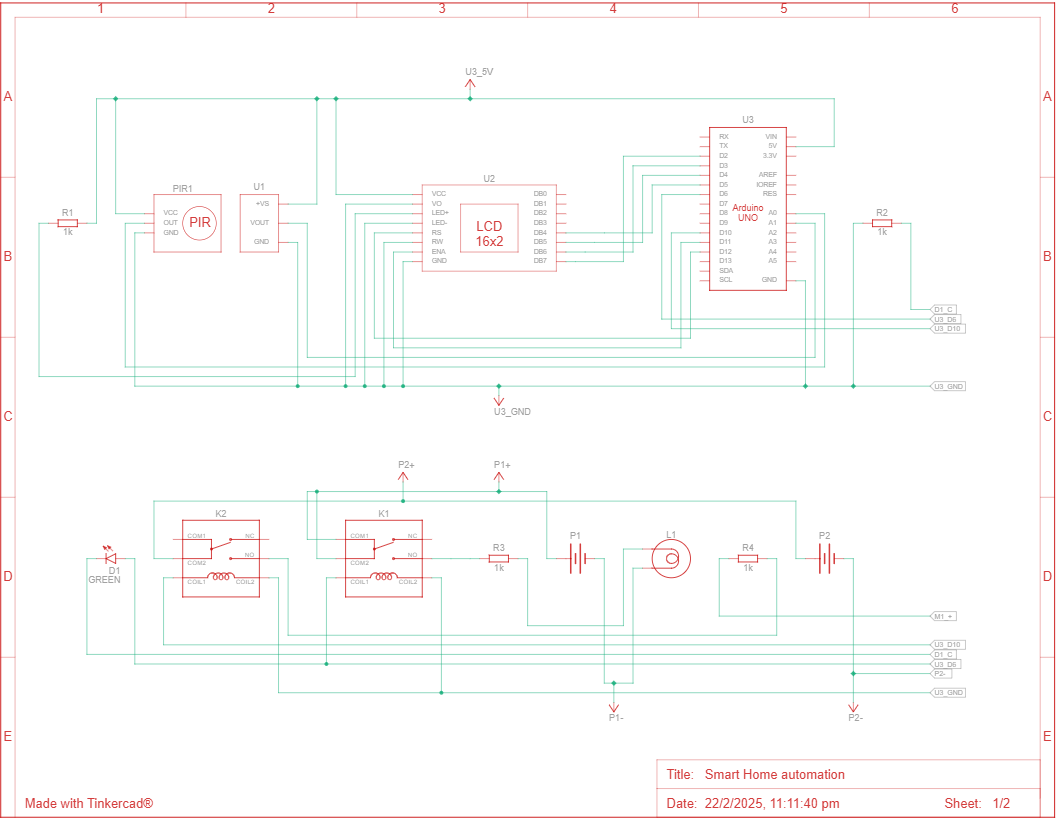 1 2 3 4 5 6
A A
B B
C C
D D
E E
U3_5V
U3
RX VIN
TX 5V
D2 3.3V
D3
D4 AREF
D5 IOREF
D6 RES
D7
D8 A0
D9 A1
D10 A2
D11 A3
D12 A4
D13 A5
SDA
SCL GND
Arduino
UNO
PIR1
VCC
OUT
GND
PIR
U1
+VS
VOUT
GND
U2
VCC DB0
VO DB1
LED+ DB2
LED- DB3
RS DB4
RW DB5
ENA DB6
GND DB7
LCD
16x2
R1
1k
R2
1k
D1_C
U3_D6
U3_D10
U3_GND
U3_GND
P2+ P1+
K2
COM1 NC
NO
COM2
COIL1 COIL2
K1
COM1 NC
NO
COM2
COIL1 COIL2
D1
GREEN
R3
1k
P1
L1
R4
1k
P2
M1_+
U3_D10
D1_C
U3_D6
P2-
U3_GND
P1- P2-
Title: Smart Home automation
Made with Tinkercad®
Date: 22/2/2025, 11:11:40 pm Sheet: 1/2